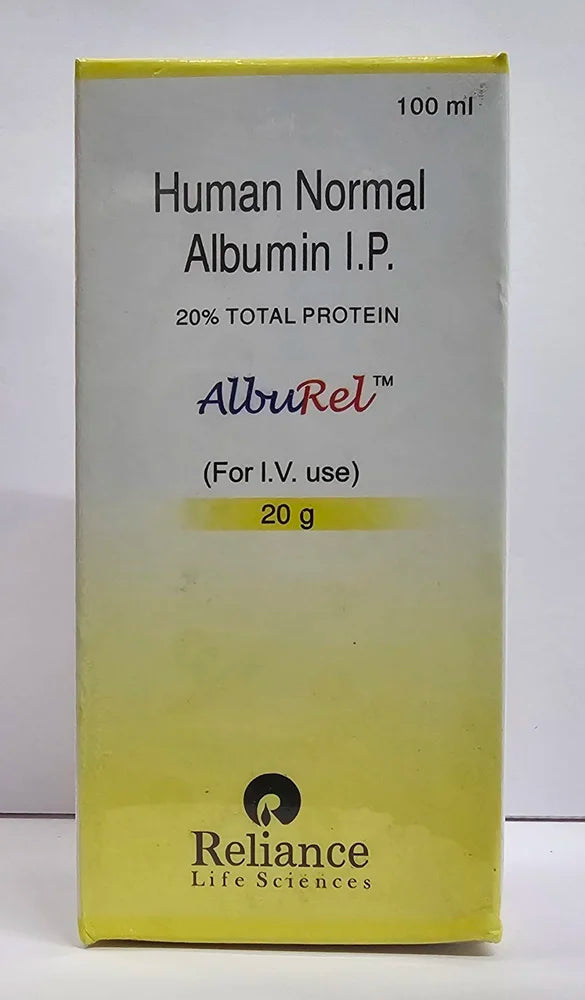 100 ml
Human Normal
Albumin I.P.
20% TOTAL PROTEIN
AlbuRel™
(For I.V. use)
20 g
Reliance
Life Sciences